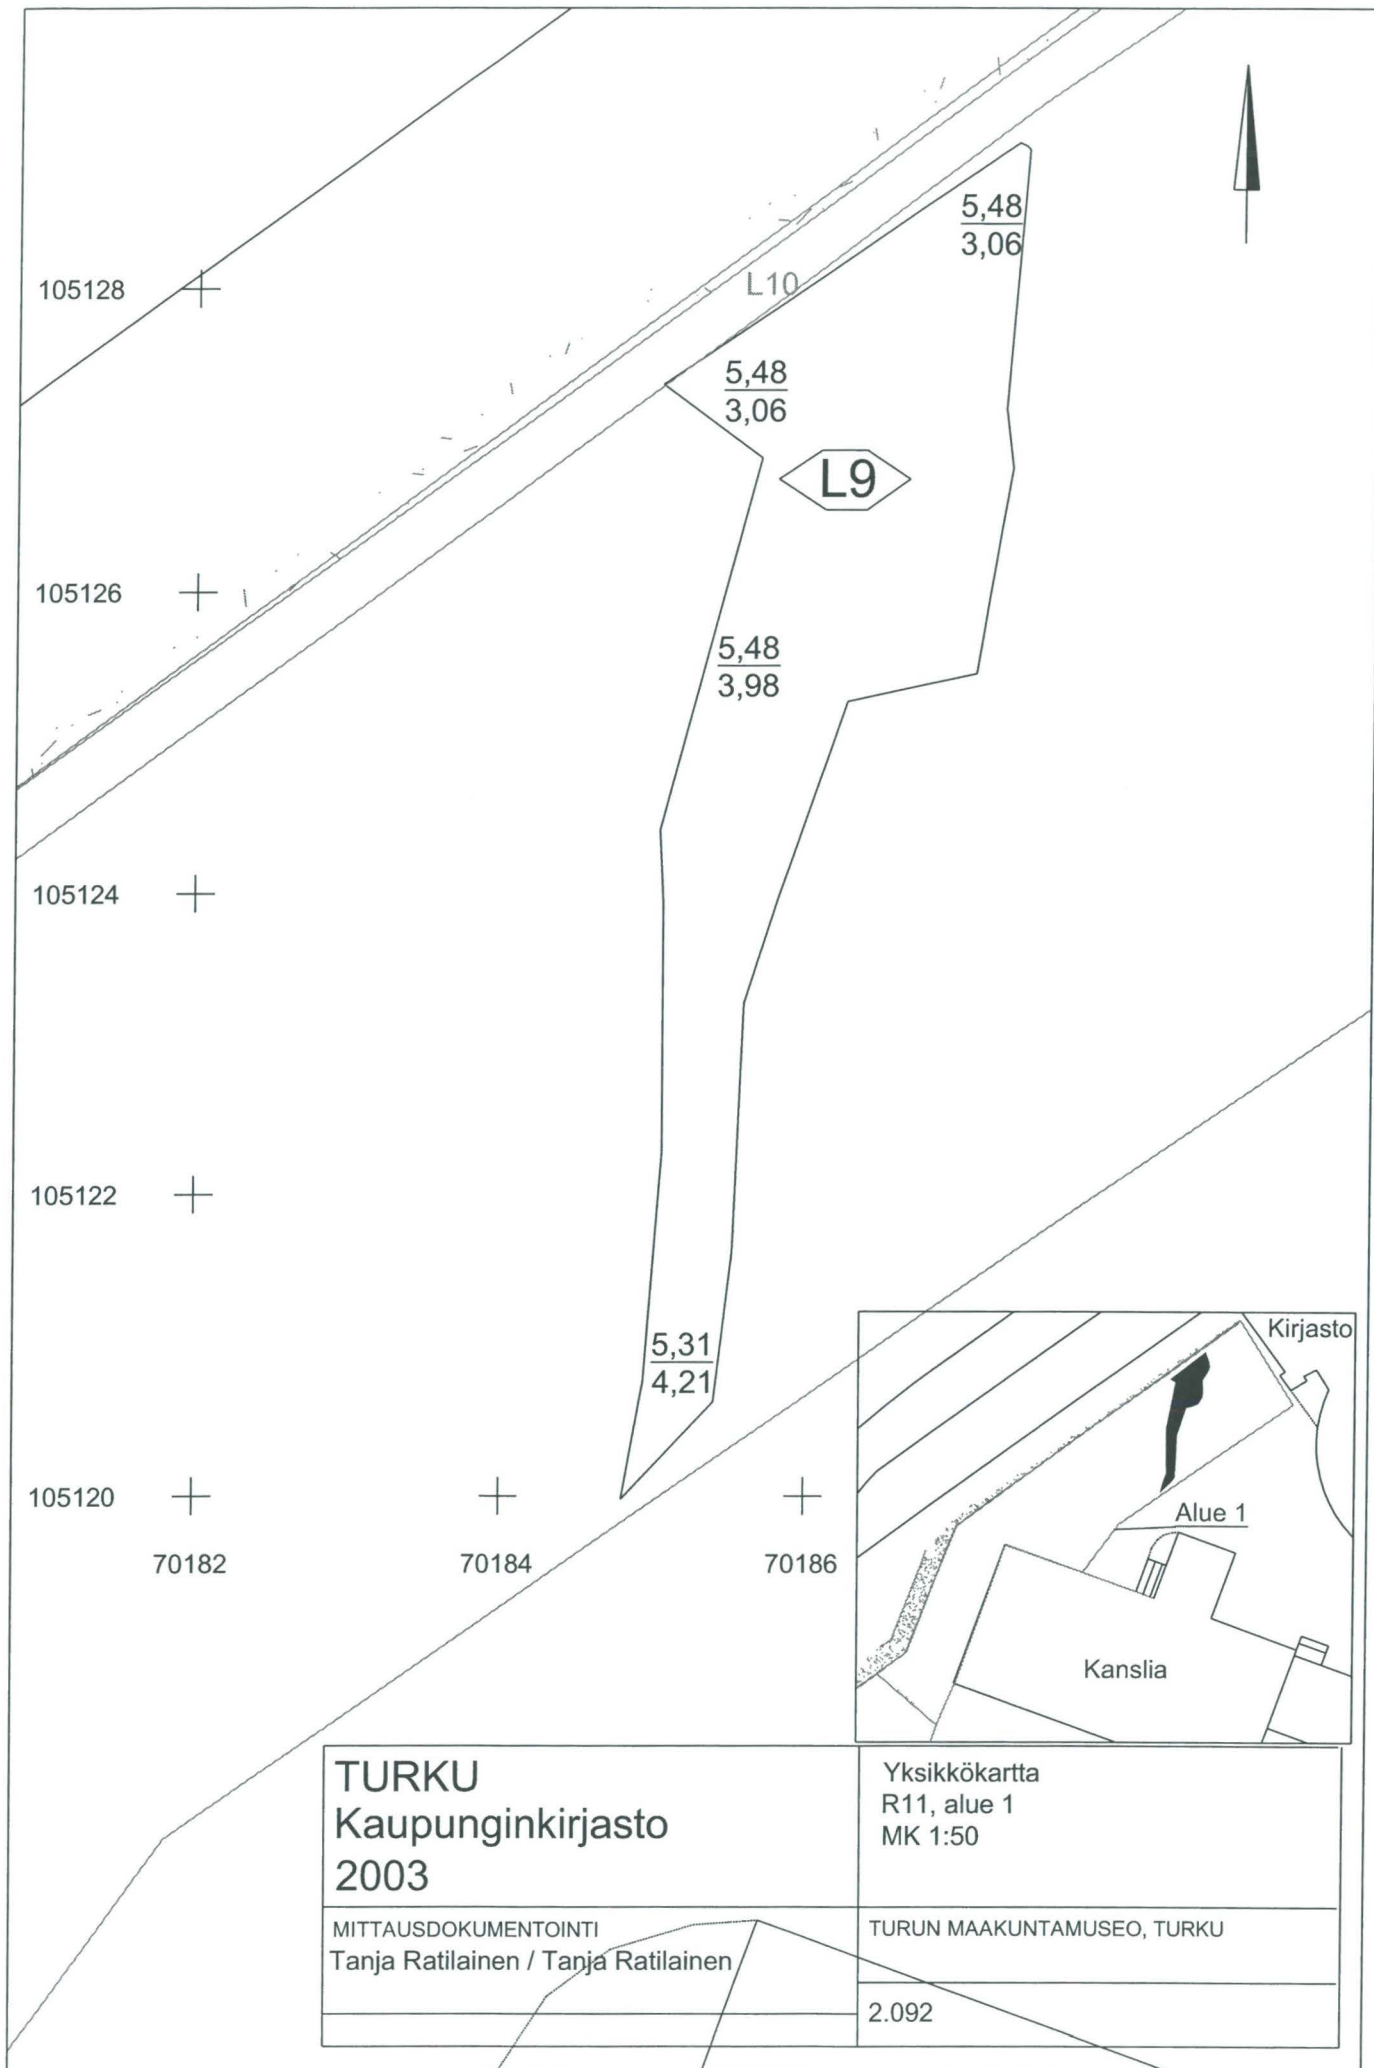 5,48
3,06
105128
L10
5,48
3,06
L9
105126
5,48
3,98
105124
105122
5,31
4,21
105120
70182
70184
70186
Kirjasto
Alue 1
Kanslia
TURKU
Kaupunginkirjasto
2003
Yksikkökartta
R11, alue 1
MK 1:50
MITTAUSDOKUMENTOINTI
Tanja Ratilainen / Tanja Ratilainen
TURUN MAAKUNTAMUSEO, TURKU
2.092